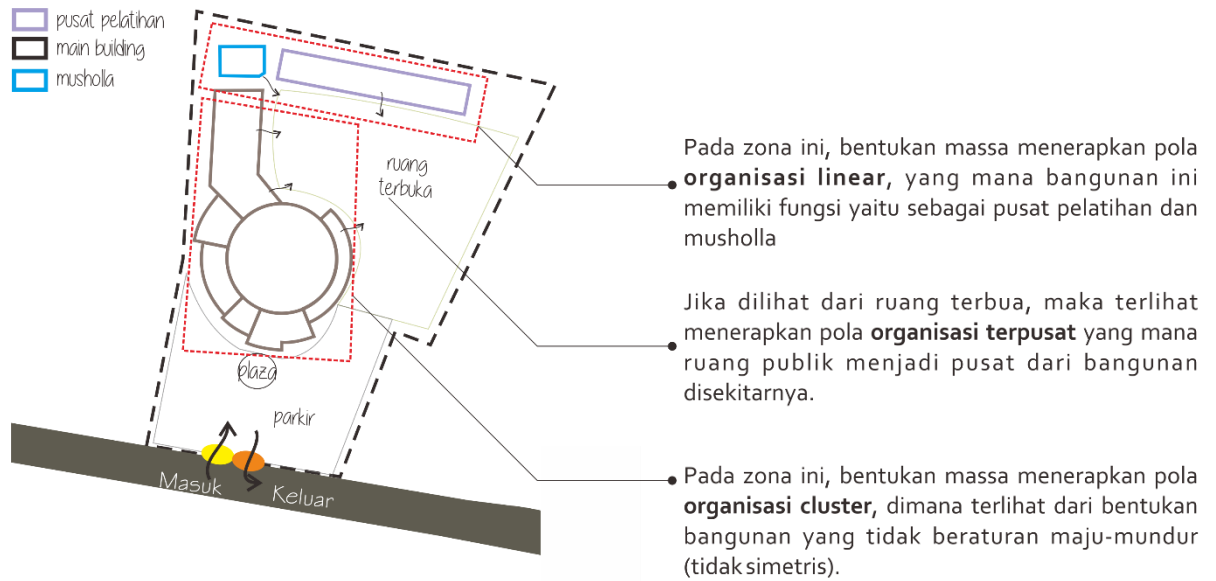 pusat pelatihan
main building
musholla
ruang
terbuka
plaza
parkir
Masuk
Keluar
Pada zona ini, bentukan massa menerapkan pola
organisasi linear, yang mana bangunan ini
memiliki fungsi yaitu sebagai pusat pelatihan dan
musholla
Jika dilihat dari ruang terbua, maka terlihat
menerapkan pola organisasi terpusat yang mana
ruang publik menjadi pusat dari bangunan
disekitarnya.
Pada zona ini, bentukan massa menerapkan pola
organisasi cluster, dimana terlihat dari bentukan
bangunan yang tidak beraturan maju-mundur
(tidak simetris).